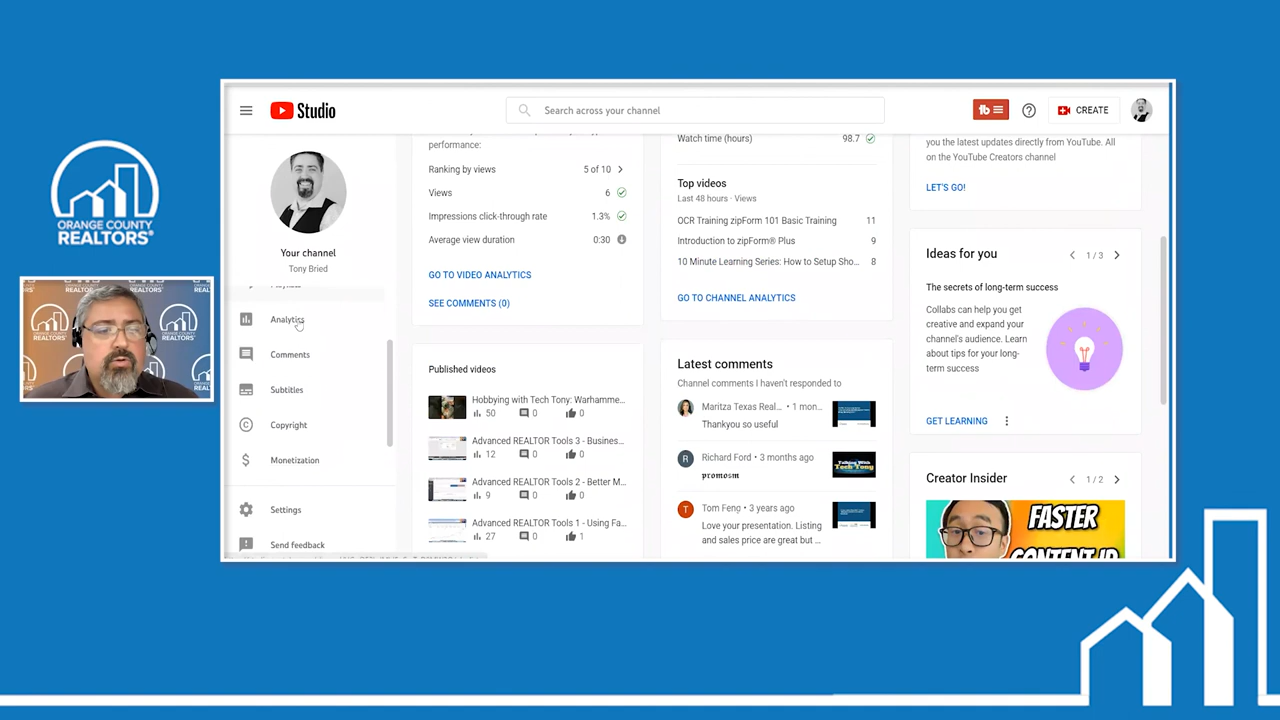 ORANGE COUNTY
REALTORS®
Studio
Search across your channel
CREATE
Your channel
Tony Bried
Analytics
Comments
Subtitles
Copyright
Monetization
Settings
Send feedback
performance:
Ranking by views 5 of 10
Views 6
Impressions click-through rate 1.3%
Average view duration 0:30
GO TO VIDEO ANALYTICS
SEE COMMENTS (0)
Published videos
Hobbying with Tech Tony: Warhamme...
50 0 0
Advanced REALTOR Tools 3 - Busines...
12 0 0
Advanced REALTOR Tools 2 - Better M...
9 0 0
Advanced REALTOR Tools 1 - Using Fa...
27 0 1
Watch time (hours) 98.7
Top videos
Last 48 hours · Views
OCR Training zipForm 101 Basic Training 11
Introduction to zipForm® Plus 9
10 Minute Learning Series: How to Setup Sho... 8
GO TO CHANNEL ANALYTICS
Latest comments
Channel comments I haven't responded to
Maritza Texas Real... • 1 mon...
Thankyou so useful
Richard Ford • 3 months ago
𝖕𝖗𝖔𝖒𝖔𝖘𝖒
Tom Feng • 3 years ago
Love your presentation. Listing
and sales price are great but ...
you the latest updates directly from YouTube. All
on the YouTube Creators channel
LET'S GO!
Ideas for you
1 / 3
The secrets of long-term success
Collabs can help you get
creative and expand your
channel's audience. Learn
about tips for your long-
term success
GET LEARNING
Creator Insider
1 / 2
FASTER
CONTENT ID